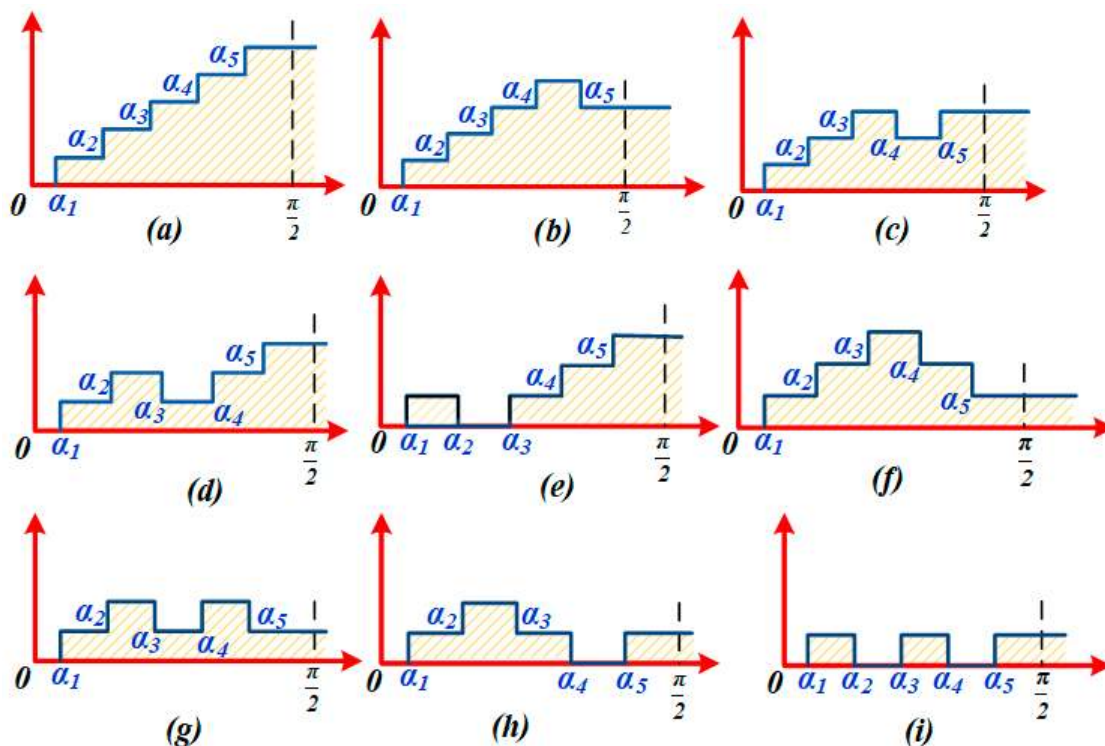 α5
α4
α3
α2
0 α1 π/2
(a)
α4 α5
α3
α2
0 α1 π/2
(b)
α3
α2 α4 α5
0 α1 π/2
(c)
α5
α2
α3 α4
0 α1 π/2
(d)
α5
α4
0 α1 α2 α3 π/2
(e)
α3
α2 α4
α5
0 α1 π/2
(f)
α2 α5
α3 α4
0 α1 π/2
(g)
α2 α3
0 α1 α4 α5 π/2
(h)
0 α1 α2 α3 α4 α5 π/2
(i)